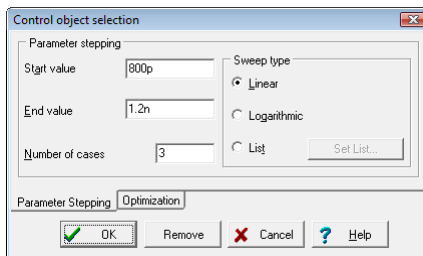 Control object selection
Parameter stepping
Start value 800p
End value 1.2n
Number of cases 3
Sweep type
Linear
Logarithmic
List Set List...
Parameter Stepping Optimization
OK Remove Cancel ? Help